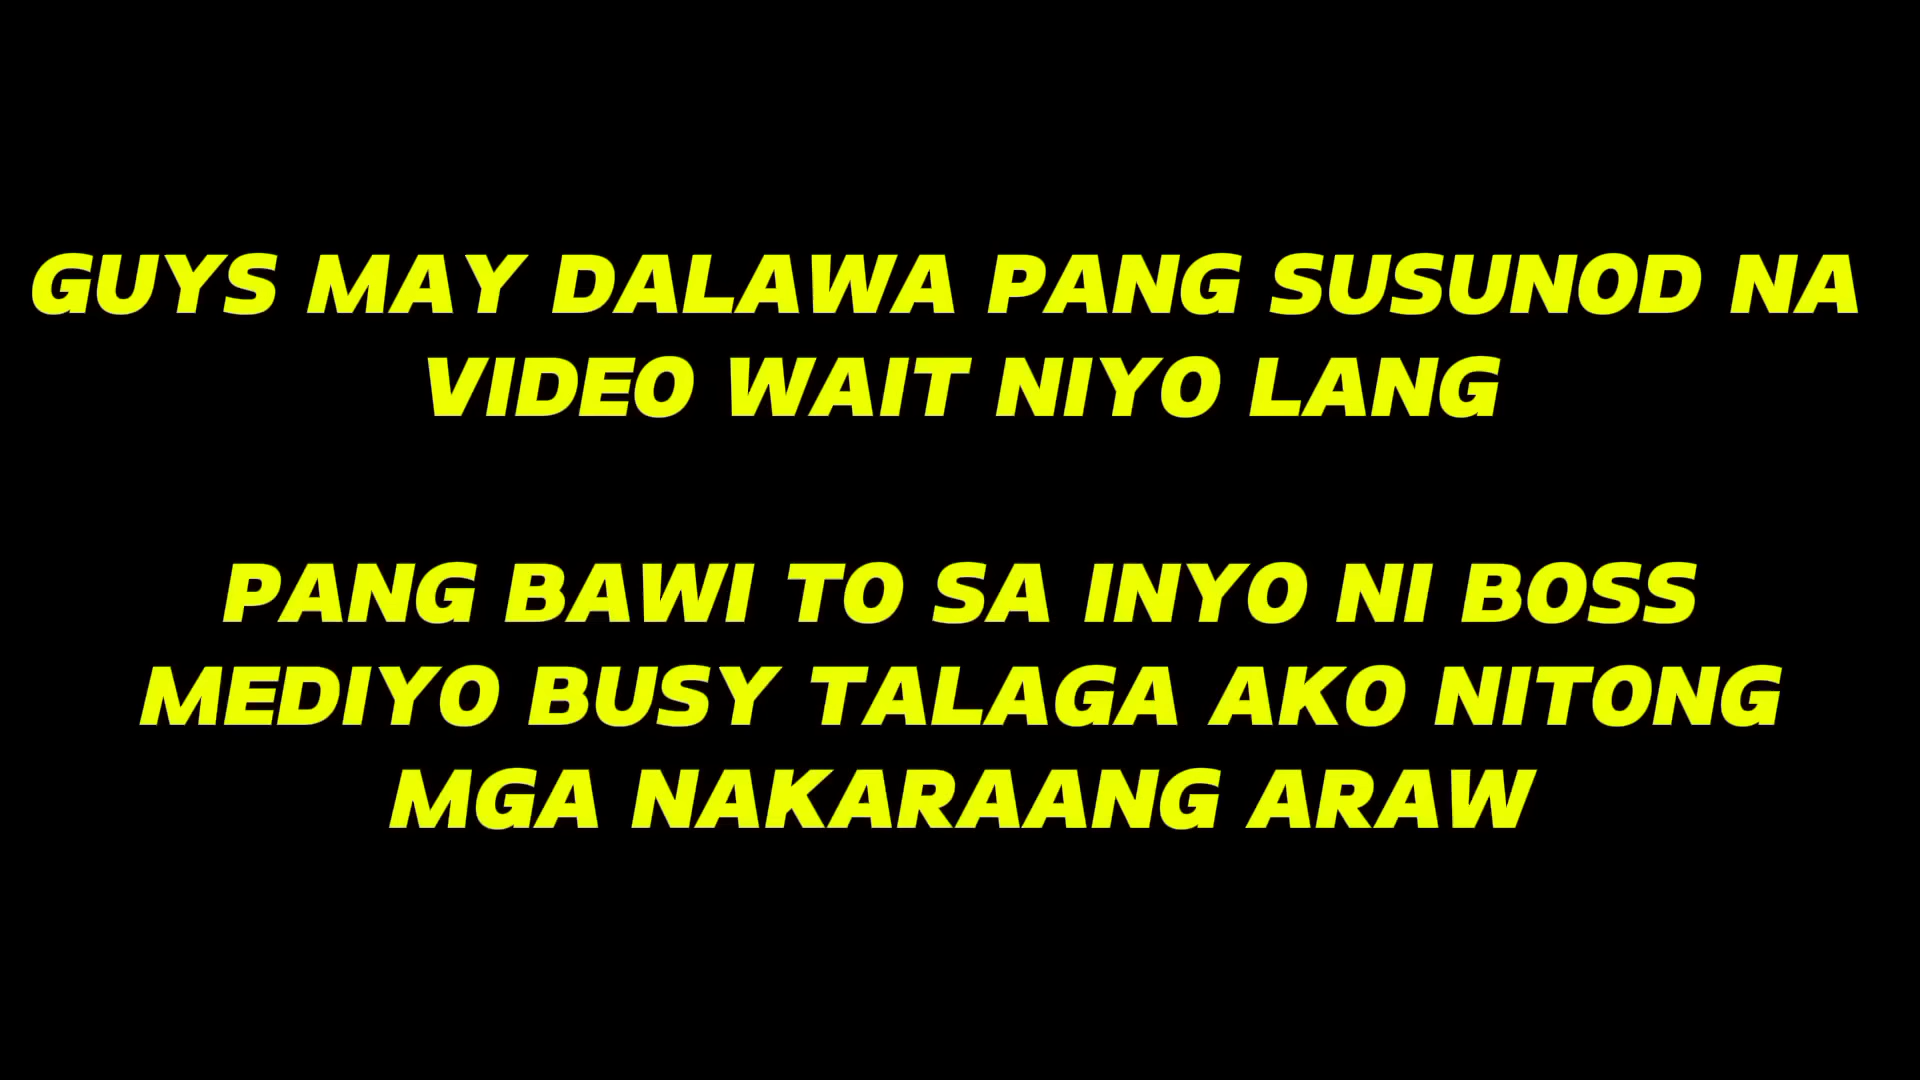 GUYS MAY DALAWA PANG SUSUNOD NA
VIDEO WAIT NIYO LANG
PANG BAWI TO SA INYO NI BOSS
MEDIYO BUSY TALAGA AKO NITONG
MGA NAKARAANG ARAW